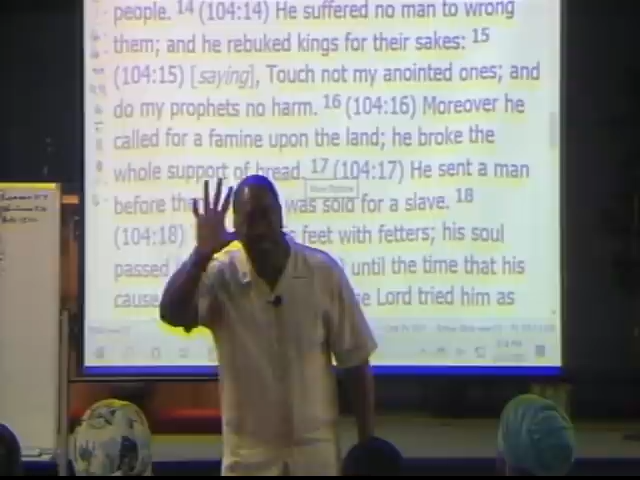 people. 14 (104:14) He suffered no man to wrong
them; and he rebuked kings for their sakes: 15
(104:15) [saying], Touch not my anointed ones; and
do my prophets no harm. 16 (104:16) Moreover he
called for a famine upon the land; he broke the
whole support of bread. 17 (104:17) He sent a man
before was sold for a slave. 18
(104:18) feet with fetters; his soul
passed until the time that his
cause Lord tried him as